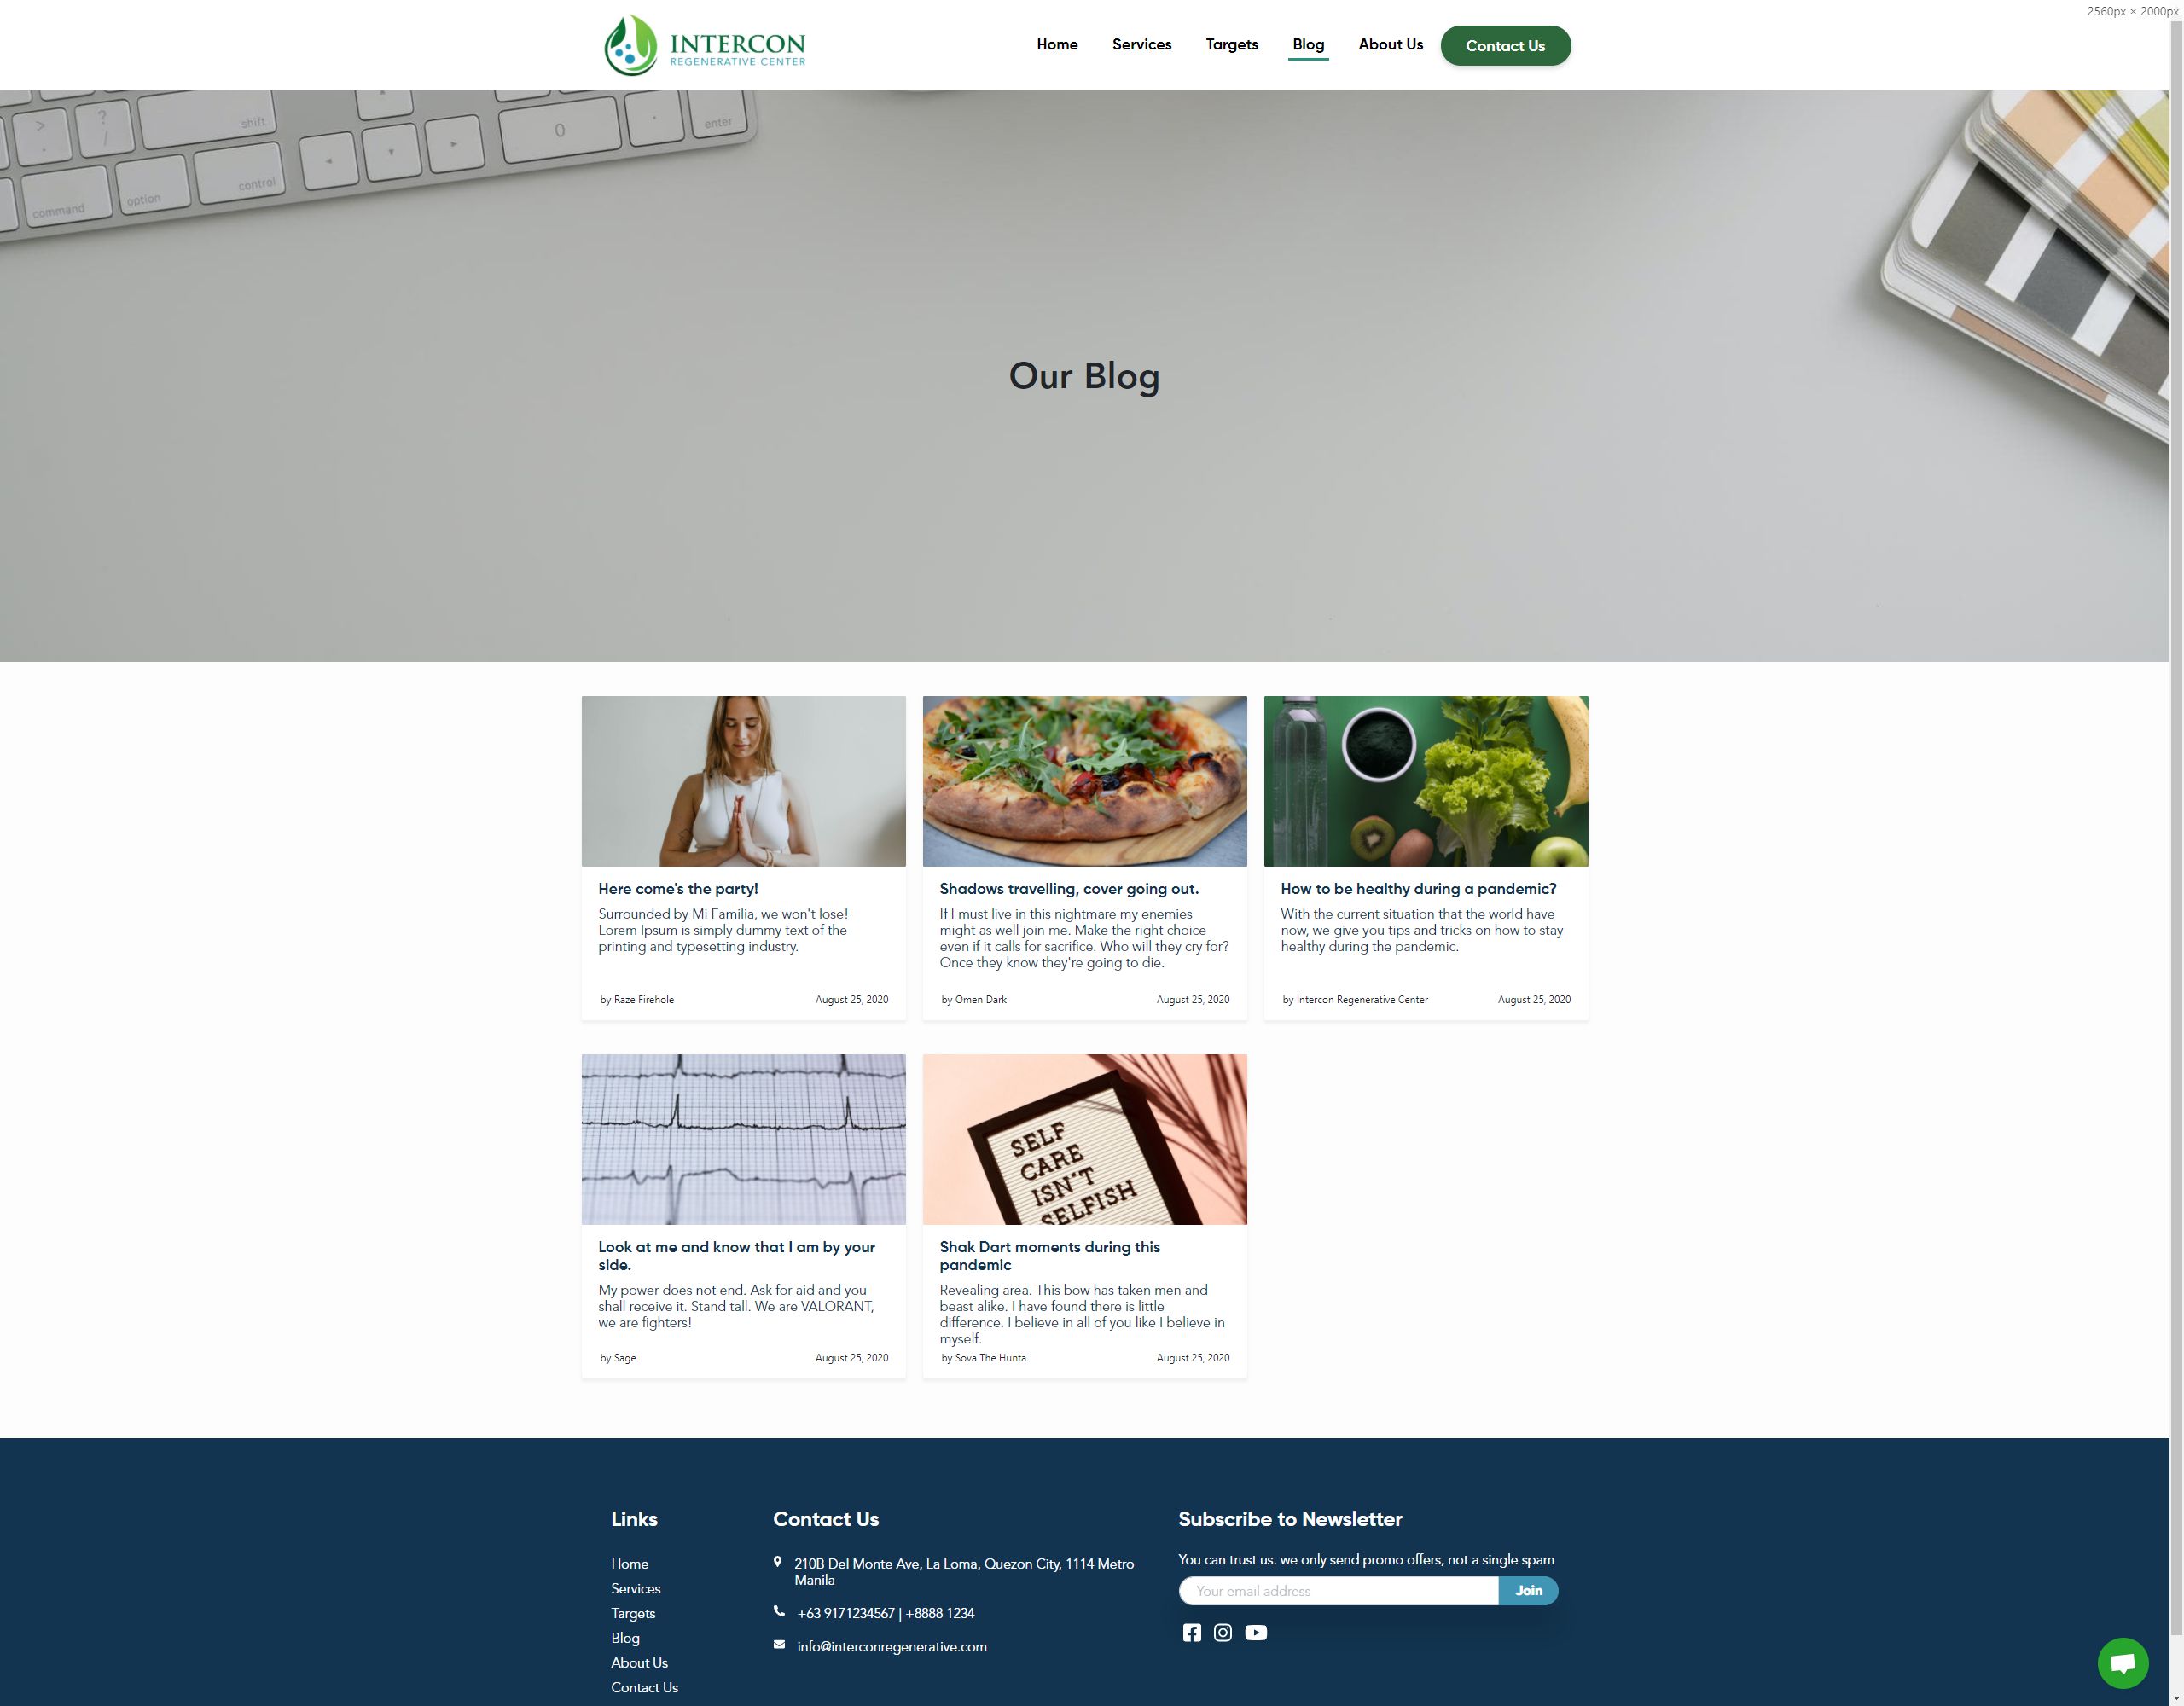 2560px × 2000px
INTERCON
REGENERATIVE CENTER
Home
Services
Targets
Blog
About Us
Contact Us
>
.
?
/
shift
0
.
enter
command
option
control
Our Blog
Here come's the party!
Surrounded by Mi Familia, we won't lose!
Lorem Ipsum is simply dummy text of the
printing and typesetting industry.
by Raze Firehole
August 25, 2020
Shadows travelling, cover going out.
If I must live in this nightmare my enemies
might as well join me. Make the right choice
even if it calls for sacrifice. Who will they cry for?
Once they know they're going to die.
by Omen Dark
August 25, 2020
How to be healthy during a pandemic?
With the current situation that the world have
now, we give you tips and tricks on how to stay
healthy during the pandemic.
by Intercon Regenerative Center
August 25, 2020
Look at me and know that I am by your
side.
My power does not end. Ask for aid and you
shall receive it. Stand tall. We are VALORANT,
we are fighters!
by Sage
August 25, 2020
SELF
CARE
ISN'T
SELFISH
Shak Dart moments during this
pandemic
Revealing area. This bow has taken men and
beast alike. I have found there is little
difference. I believe in all of you like I believe in
myself.
by Sova The Hunta
August 25, 2020
Links
Home
Services
Targets
Blog
About Us
Contact Us
Contact Us
210B Del Monte Ave, La Loma, Quezon City, 1114 Metro
Manila
+63 9171234567 | +8888 1234
info@interconregenerative.com
Subscribe to Newsletter
You can trust us. we only send promo offers, not a single spam
Your email address
Join